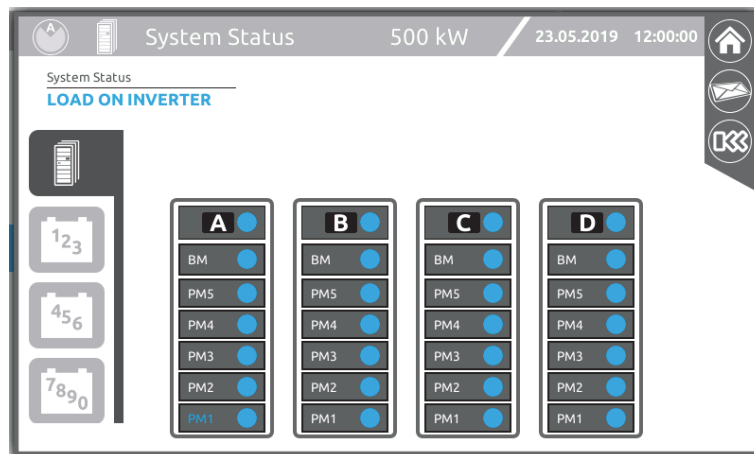 A System Status 500 kW 23.05.2019 12:00:00
System Status
LOAD ON INVERTER
123
456
7890
A B C D
BM BM BM BM
PM5 PM5 PM5 PM5
PM4 PM4 PM4 PM4
PM3 PM3 PM3 PM3
PM2 PM2 PM2 PM2
PM1 PM1 PM1 PM1